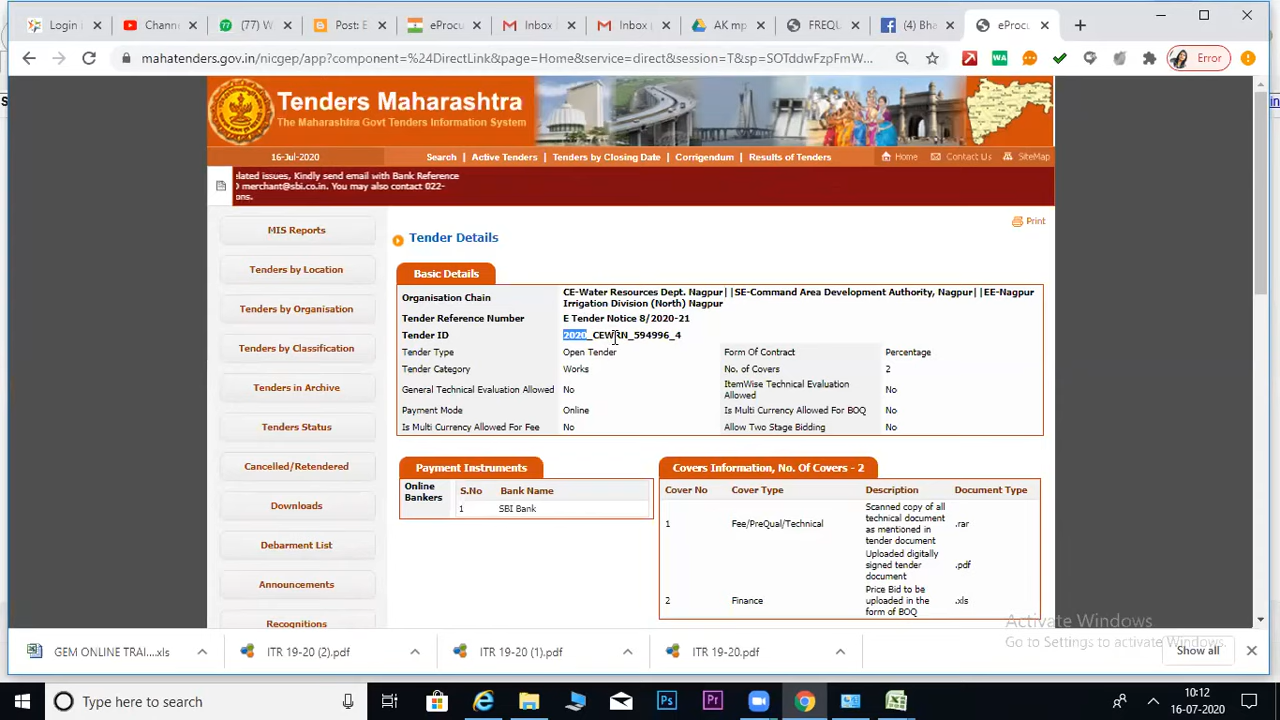 Login
Channe
(77) W
Post: E
eProcu
Inbox
Inbox
AK mp
FREQU
(4) Bha
eProcu
mahatenders.gov.in/nicgep/app?component=%24DirectLink&page=Home&service=direct&session=T&sp=SOTddwFzpFmW...
WA
Error
Tenders Maharashtra
The Maharashtra Govt Tenders Information System
16-Jul-2020
Search | Active Tenders | Tenders by Closing Date | Corrigendum | Results of Tenders
Home
Contact Us
SiteMap
lated issues, Kindly send email with Bank Reference
merchant@sbi.co.in. You may also contact 022-
ons.
Print
MIS Reports
Tenders by Location
Tenders by Organisation
Tenders by Classification
Tenders in Archive
Tenders Status
Cancelled/Retendered
Downloads
Debarment List
Announcements
Recognitions
Tender Details
Basic Details
Organisation Chain CE-Water Resources Dept. Nagpur||SE-Command Area Development Authority, Nagpur||EE-Nagpur
Irrigation Division (North) Nagpur
Tender Reference Number E Tender Notice 8/2020-21
Tender ID 2020_CEWRN_594996_4
Tender Type Open Tender Form Of Contract Percentage
Tender Category Works No. of Covers 2
General Technical Evaluation Allowed No ItemWise Technical Evaluation
Allowed No
Payment Mode Online Is Multi Currency Allowed For BOQ No
Is Multi Currency Allowed For Fee No Allow Two Stage Bidding No
Payment Instruments
Online
Bankers
S.No Bank Name
1 SBI Bank
Covers Information, No. Of Covers - 2
Cover No Cover Type Description Document Type
1 Fee/PreQual/Technical
Scanned copy of all
technical document
as mentioned in
tender document
.rar
Uploaded digitally
signed tender
document
.pdf
2 Finance
Price Bid to be
uploaded in the
form of BOQ
.xls
Activate Windows
Go to Settings to activate Windows.
GEM ONLINE TRAI....xls
ITR 19-20 (2).pdf
ITR 19-20 (1).pdf
ITR 19-20.pdf
Show all
Type here to search
Ps
Pr
10:12
16-07-2020